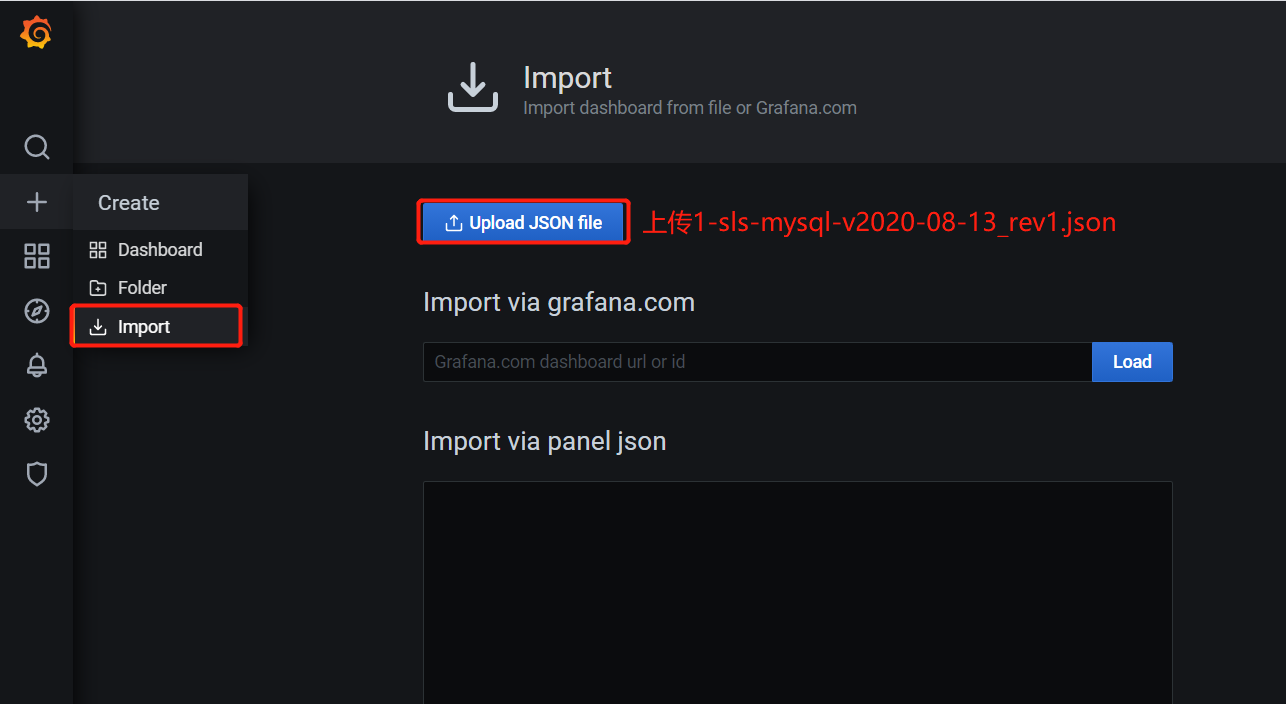 Import
Import dashboard from file or Grafana.com
Create
Dashboard
Folder
Import
Upload JSON file
上传1-sls-mysql-v2020-08-13_rev1.json
Import via grafana.com
Grafana.com dashboard url or id
Load
Import via panel json